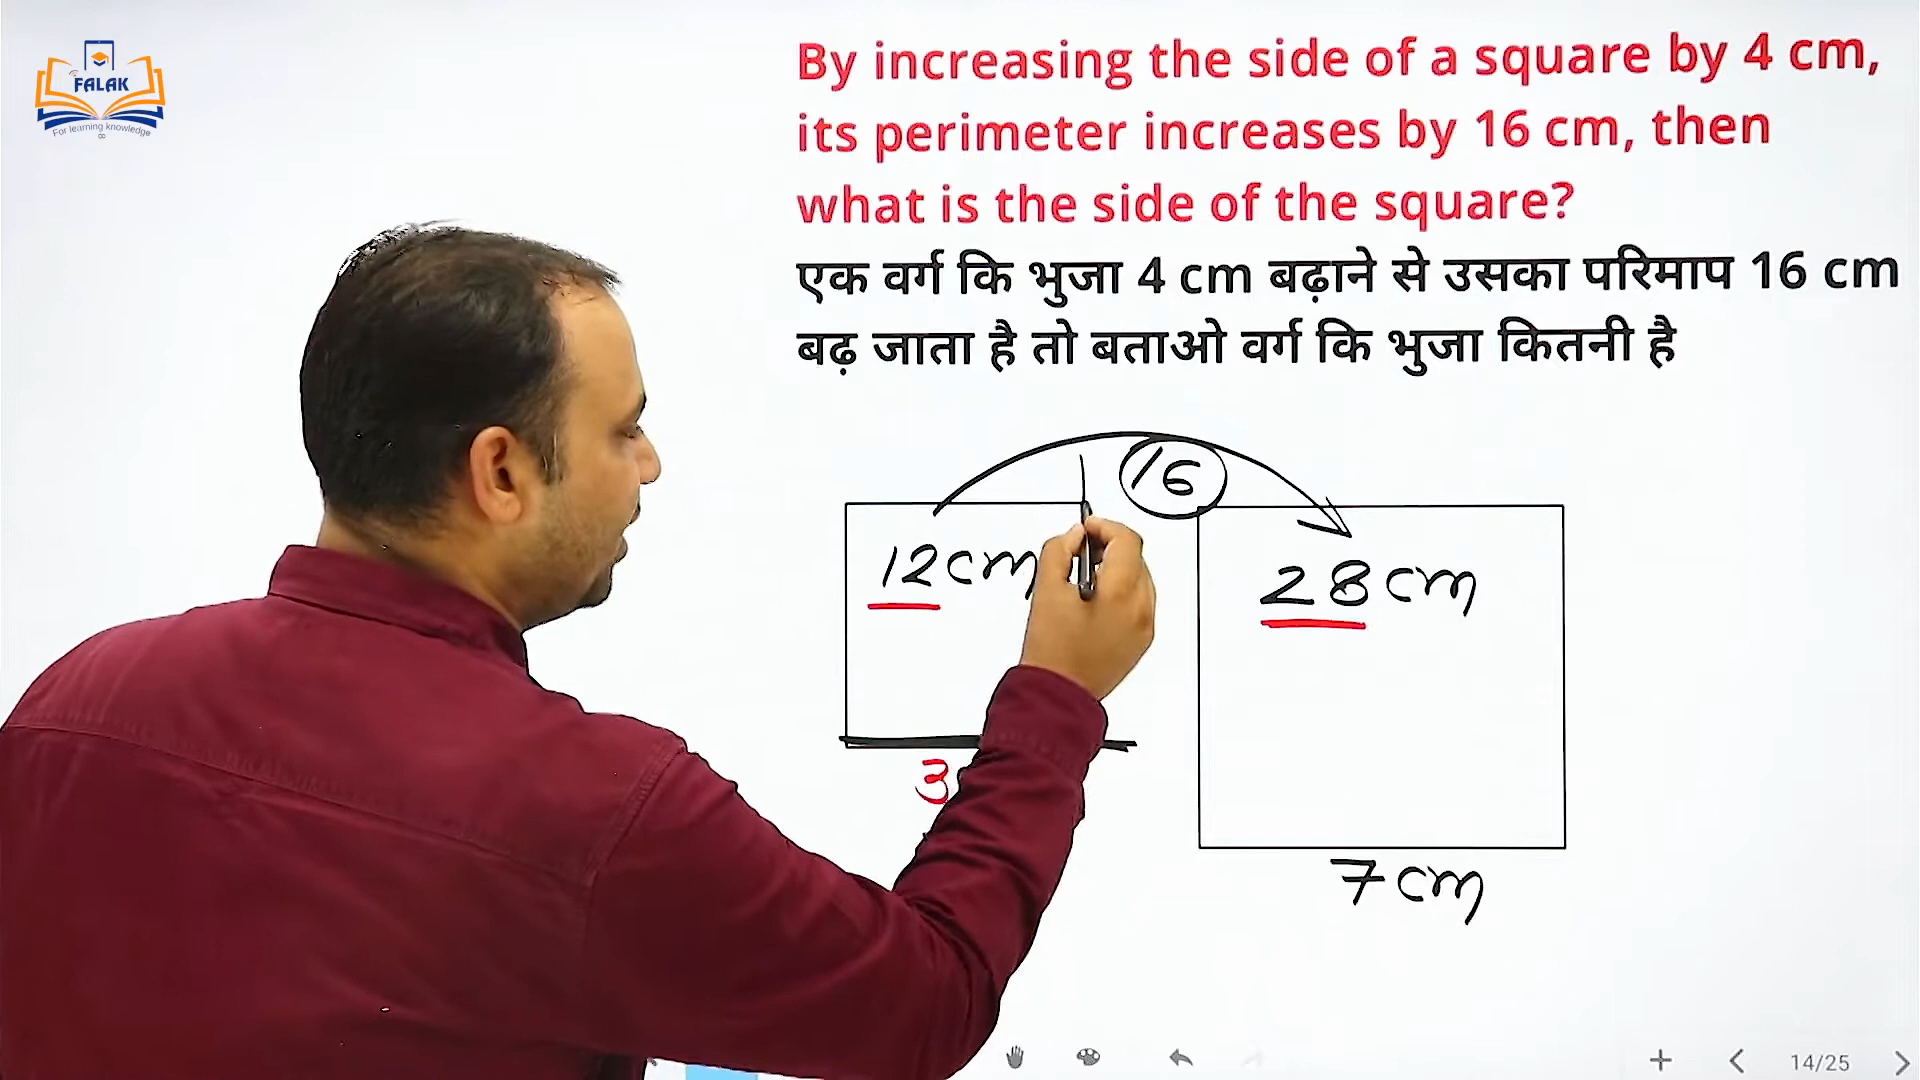 FALAK
For learning knowledge
By increasing the side of a square by 4 cm,
its perimeter increases by 16 cm, then
what is the side of the square?
एक वर्ग कि भुजा 4 cm बढ़ाने से उसका परिमाप 16 cm
बढ़ जाता है तो बताओ वर्ग कि भुजा कितनी है
16
12cm
28cm
3
7cm
14/25